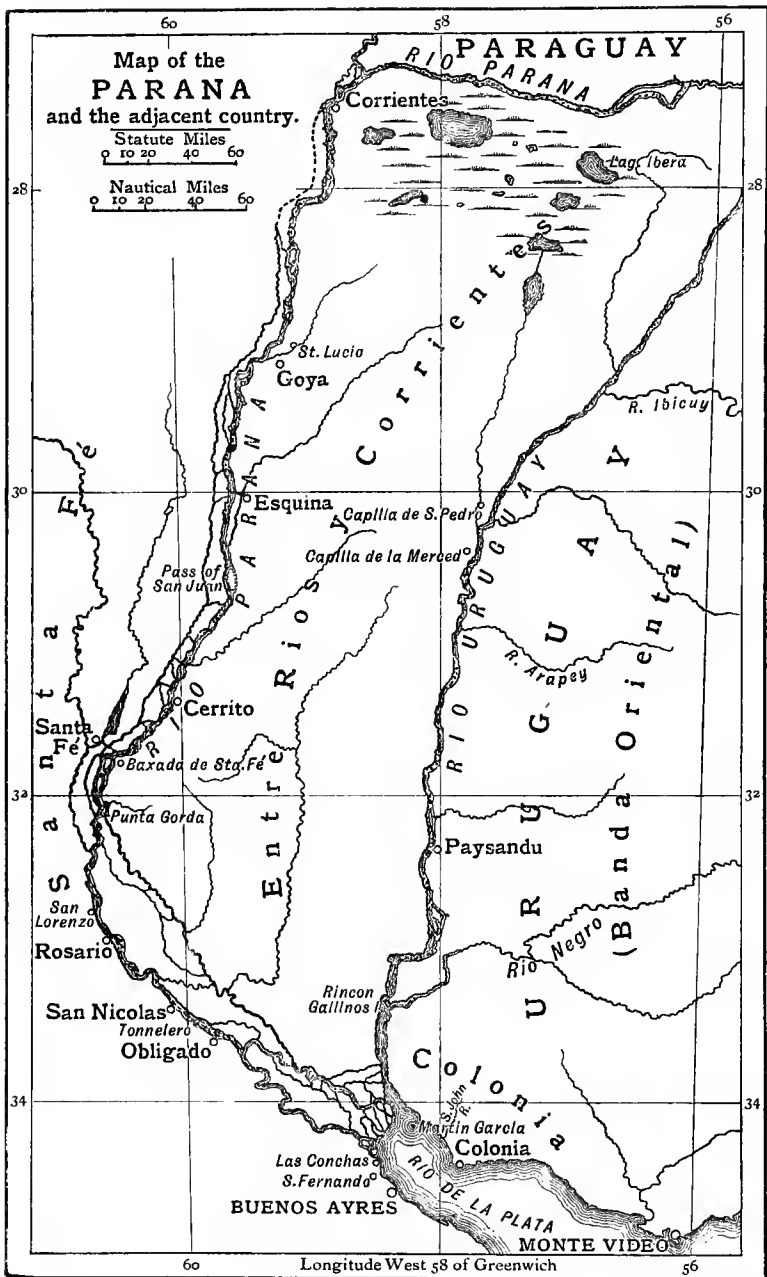 60
58
56
Map of the
PARANA
and the adjacent country.
Statute Miles
0 10 20 40 60
Nautical Miles
0 10 20 40 60
PARAGUAY
RIO PARANA
Corrientes
Lag. Ibera
28
St. Lucio
Goya
R. Ibicuy
Entre Rios y Corrientes
RIO PARANA
30
30
Esquina
Capilla de S. Pedro
Capilla de la Merced
Pass of
San Juan
RIO URUGUAY
R. Arapey
URUGUAY
(Banda Oriental)
Santa Fé
Cerrito
Santa
Fé
Baxada de Sta. Fé
32
32
Punta Gorda
Paysandu
San
Lorenzo
Rosario
Rio Negro
San Nicolas
Tonnelero
Obligado
Rincon
Gallinos
Colonia
34
34
S. John
R.
Martin Garcia
Colonia
Las Conchas
S. Fernando
BUENOS AYRES
RIO DE LA PLATA
MONTE VIDEO
60
Longitude West 58 of Greenwich
56